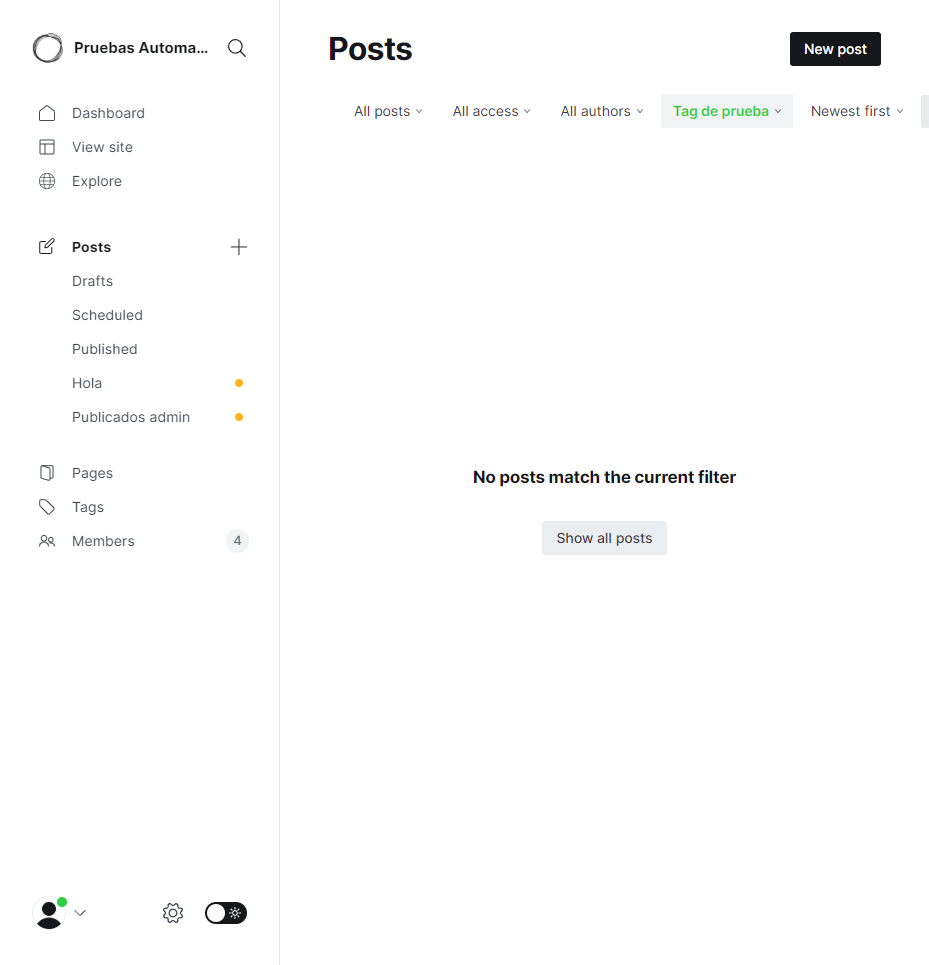 Pruebas Automa...
Dashboard
View site
Explore
Posts
Drafts
Scheduled
Published
Hola
Publicados admin
Pages
Tags
Members 4
Posts
New post
All posts All access All authors Tag de prueba Newest first
No posts match the current filter
Show all posts